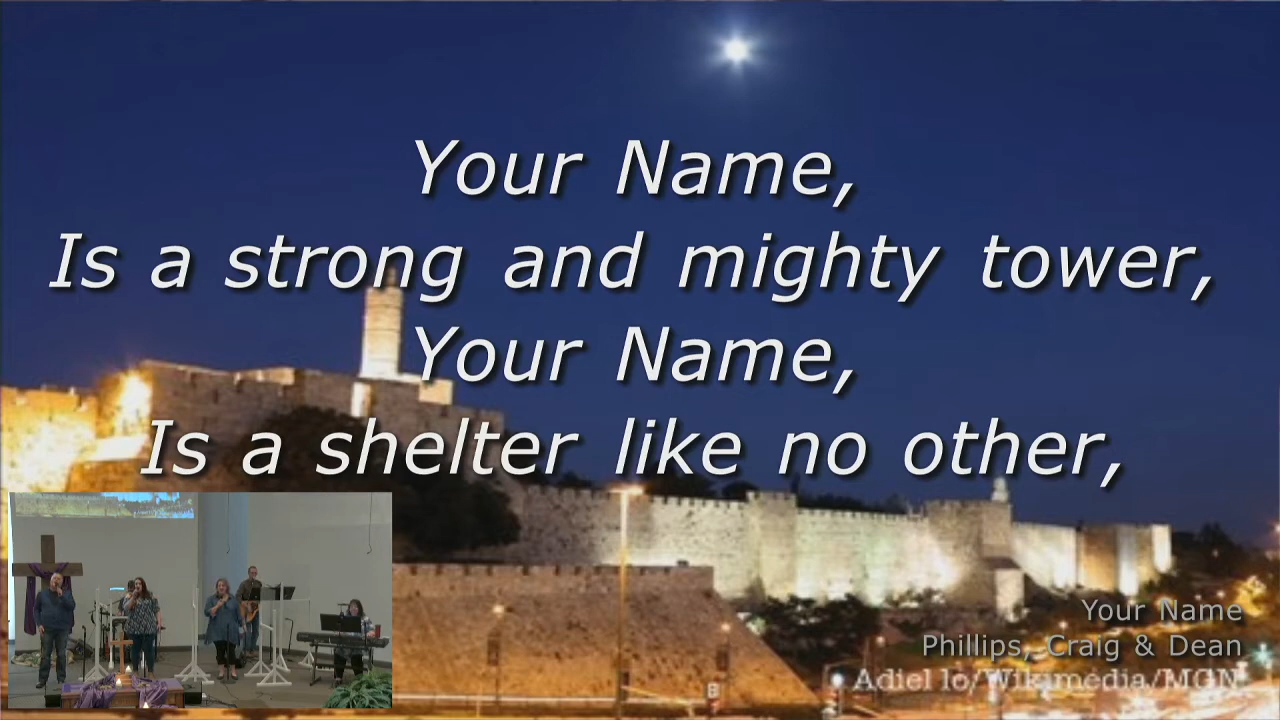 Your Name,
Is a strong and mighty tower,
Your Name,
Is a shelter like no other,
Your Name
Phillips, Craig & Dean
Adiel lo/Wikimedia/MGN